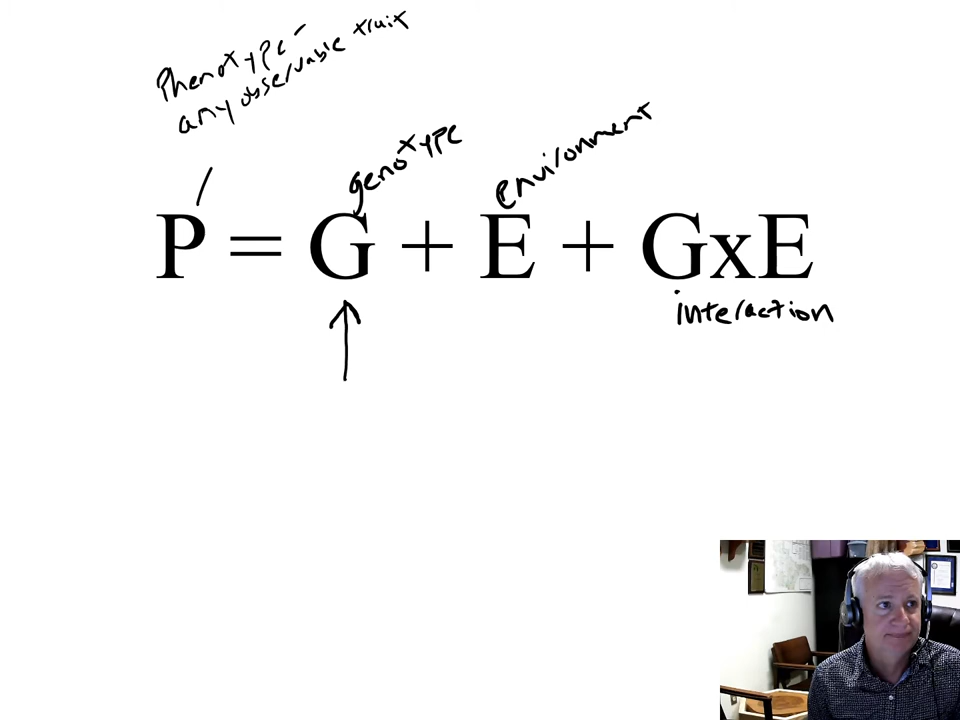 Phenotype -
any observable trait
genotype
environment
P = G + E + GxE
interaction